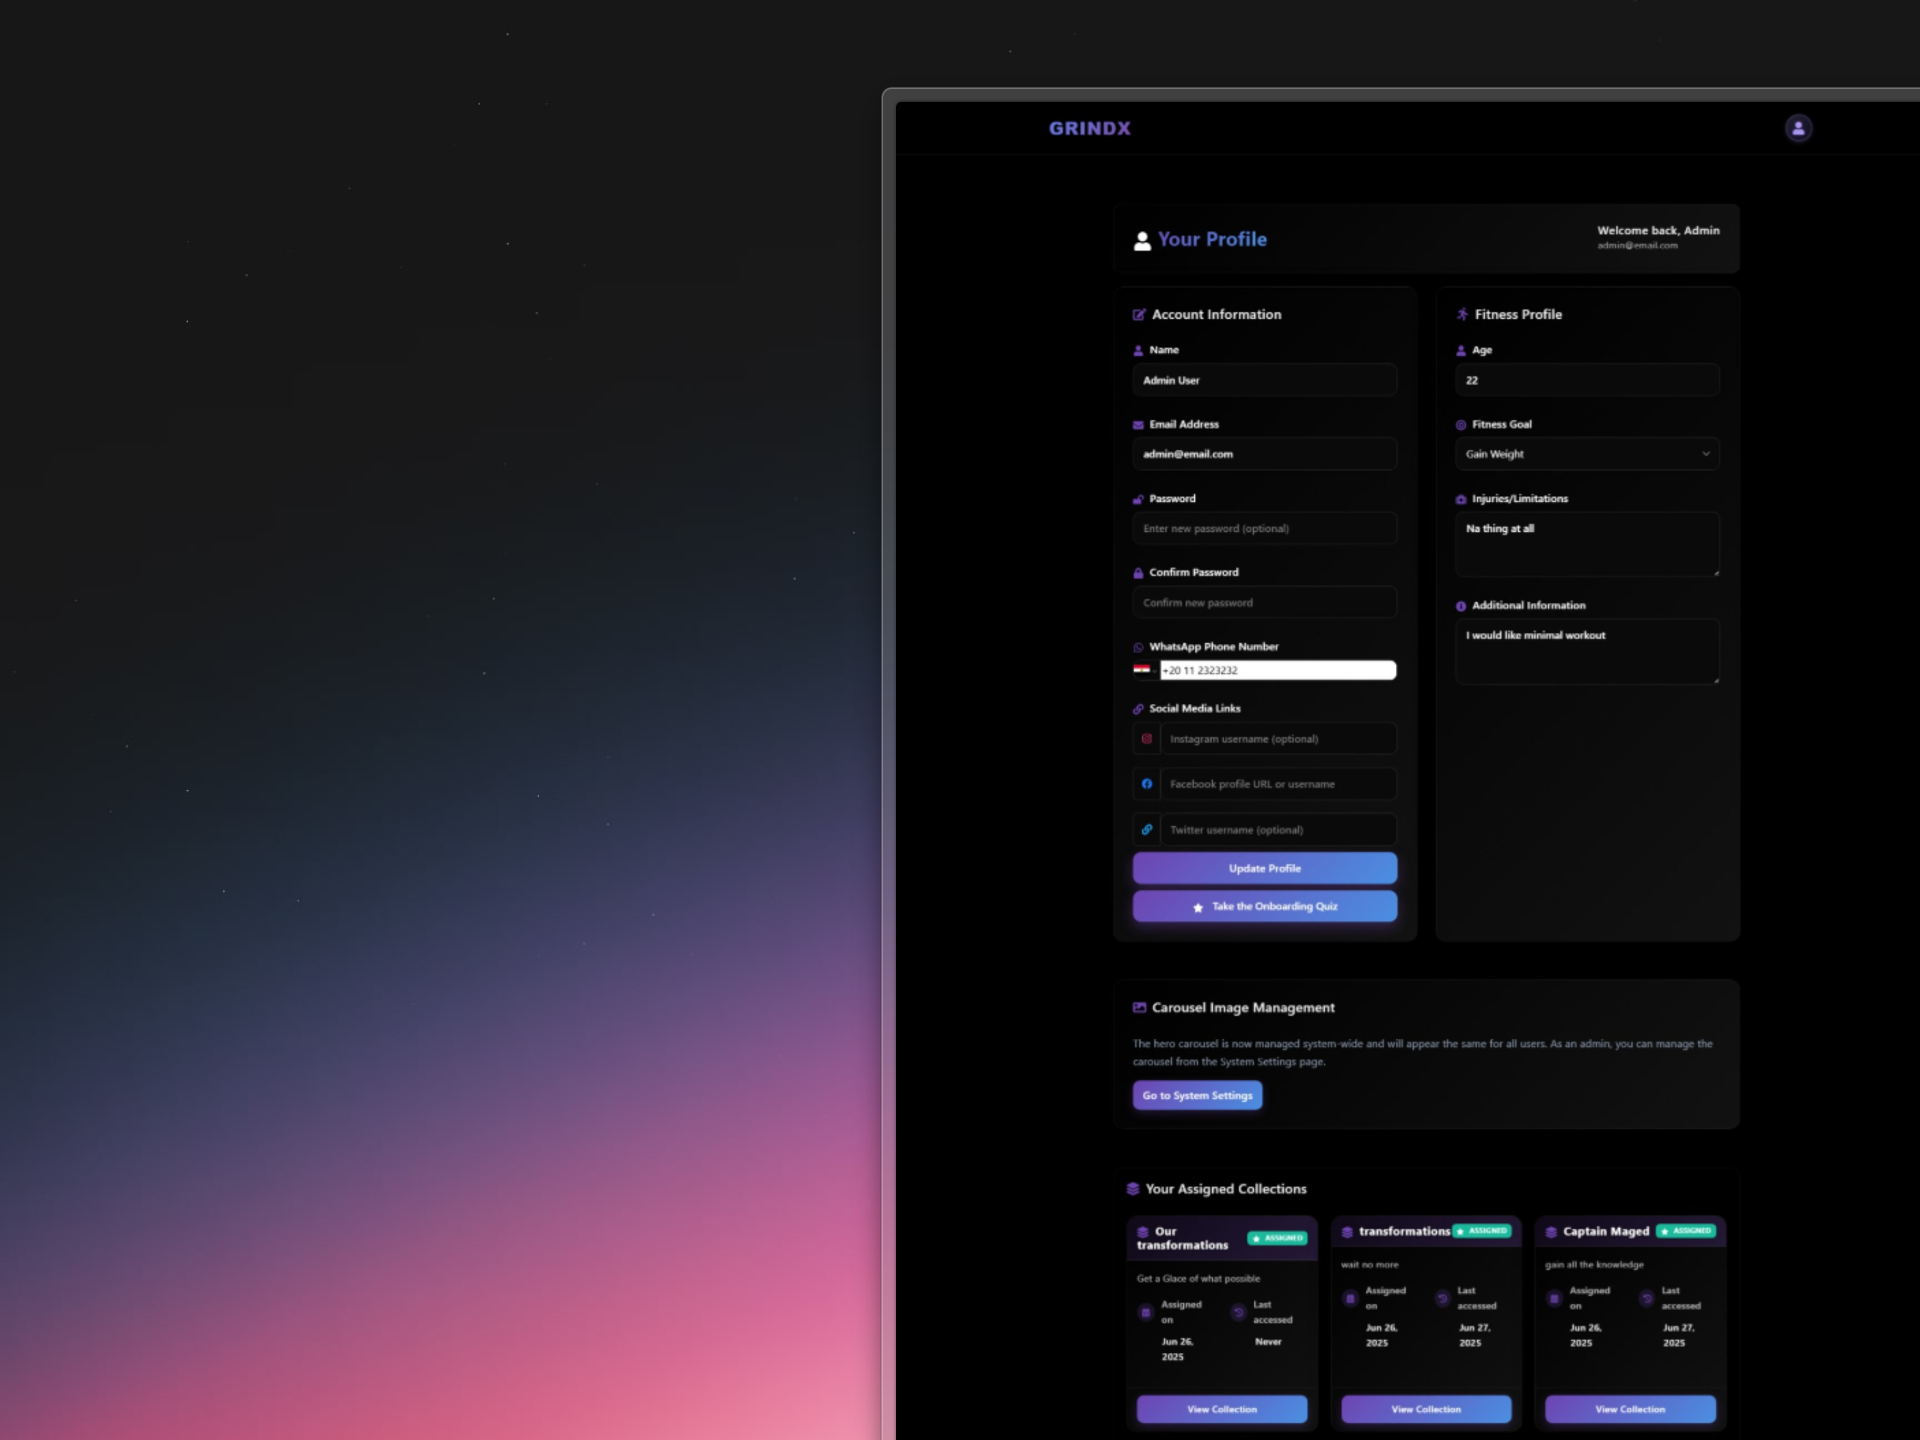 GRINDX
Your Profile
Welcome back, Admin
admin@email.com
Account Information
Name
Admin User
Email Address
admin@email.com
Password
Enter new password (optional)
Confirm Password
Confirm new password
WhatsApp Phone Number
+20 11 2323232
Social Media Links
Instagram username (optional)
Facebook profile URL or username
Twitter username (optional)
Update Profile
Take the Onboarding Quiz
Fitness Profile
Age
22
Fitness Goal
Gain Weight
Injuries/Limitations
Na thing at all
Additional Information
I would like minimal workout
Carousel Image Management
The hero carousel is now managed system-wide and will appear the same for all users. As an admin, you can manage the
carousel from the System Settings page.
Go to System Settings
Your Assigned Collections
Our
transformations
ASSIGNED
Get a Glace of what possible
Assigned
on
Jun 26,
2025
Last
accessed
Never
View Collection
transformations
ASSIGNED
wait no more
Assigned
on
Jun 26,
2025
Last
accessed
Jun 27,
2025
View Collection
Captain Maged
ASSIGNED
gain all the knowledge
Assigned
on
Jun 26,
2025
Last
accessed
Jun 27,
2025
View Collection